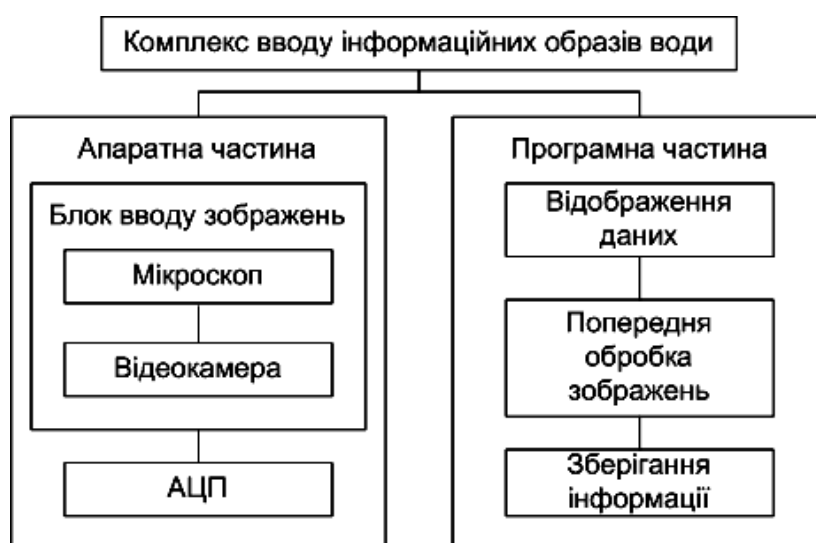 Комплекс вводу інформаційних образів води
Апаратна частина
Блок вводу зображень
Мікроскоп
Відеокамера
АЦП
Програмна частина
Відображення
даних
Попередня
обробка
зображень
Зберігання
інформації